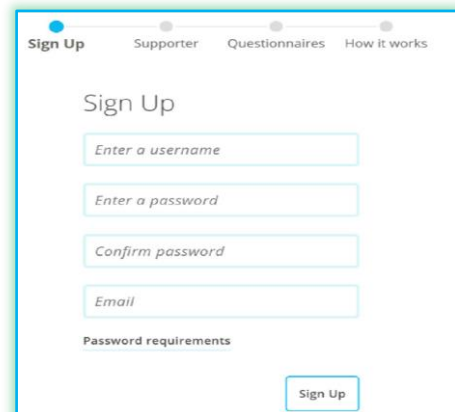 Sign Up Supporter Questionnaires How it works
Sign Up
Enter a username
Enter a password
Confirm password
Email
Password requirements
Sign Up